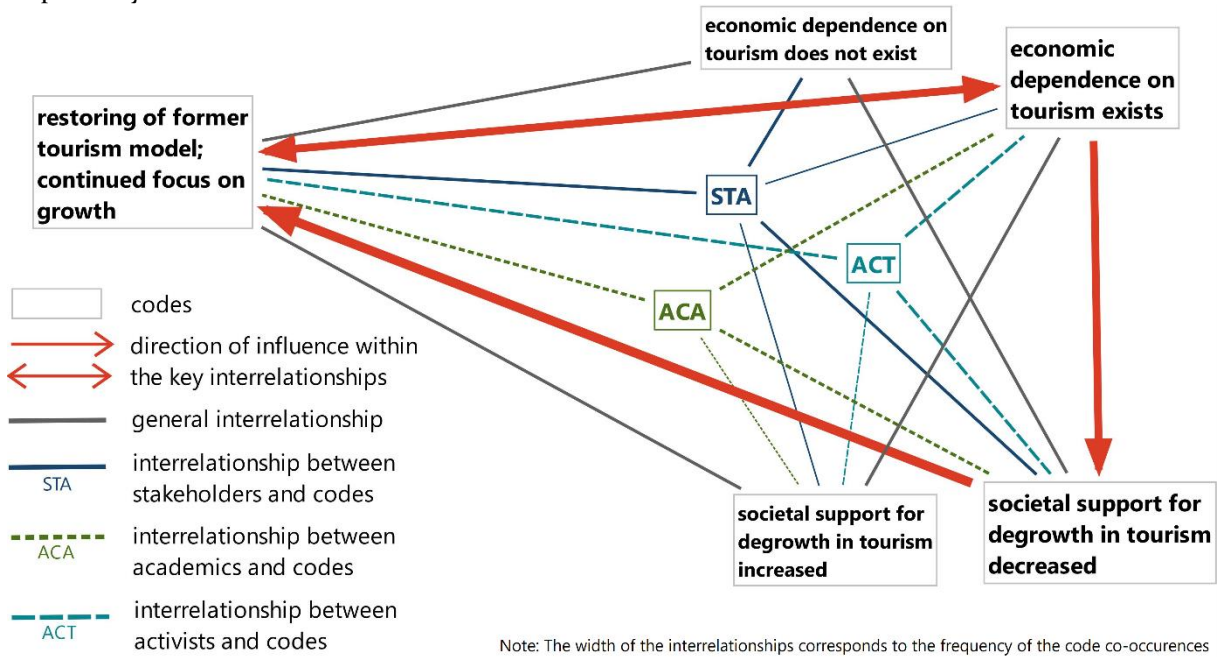 economic dependence on
tourism does not exist
economic
dependence on
tourism exists
restoring of former
tourism model;
continued focus on
growth
STA
ACT
ACA
codes
direction of influence within
the key interrelationships
general interrelationship
interrelationship between
stakeholders and codes
STA
interrelationship between
academics and codes
ACA
interrelationship between
activists and codes
ACT
societal support for
degrowth in tourism
increased
societal support for
degrowth in tourism
decreased
Note: The width of the interrelationships corresponds to the frequency of the code co-occurences